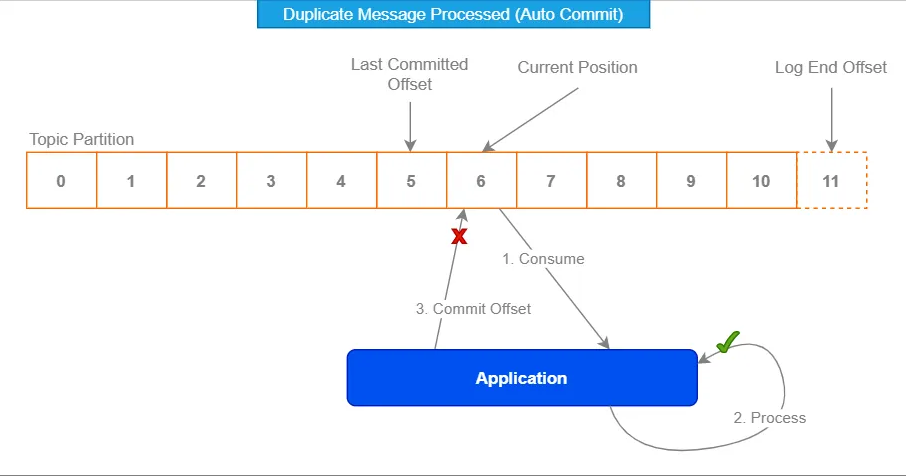 Duplicate Message Processed (Auto Commit)
Last Committed
Offset
Current Position
Log End Offset
Topic Partition
0 1 2 3 4 5 6 7 8 9 10 11
1. Consume
3. Commit Offset
Application
2. Process